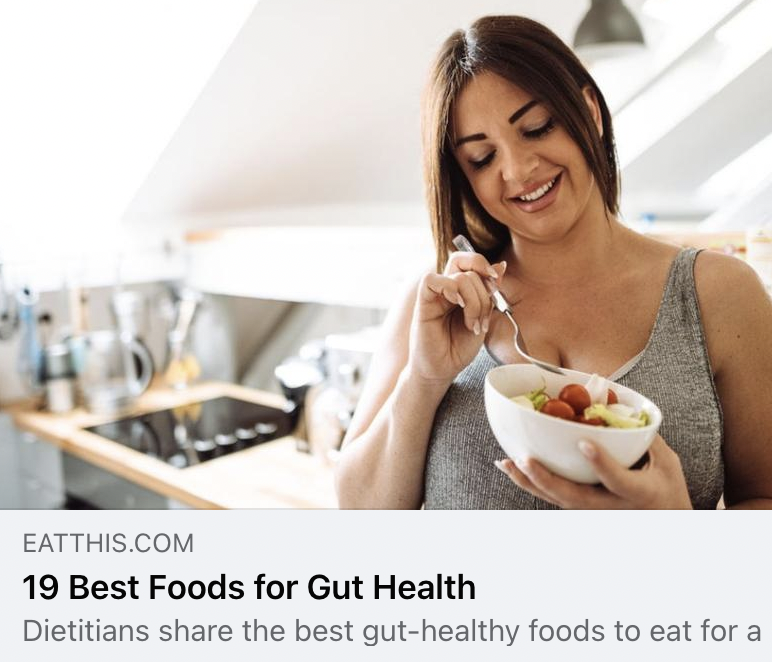 EATTHIS.COM
19 Best Foods for Gut Health
Dietitians share the best gut-healthy foods to eat for a